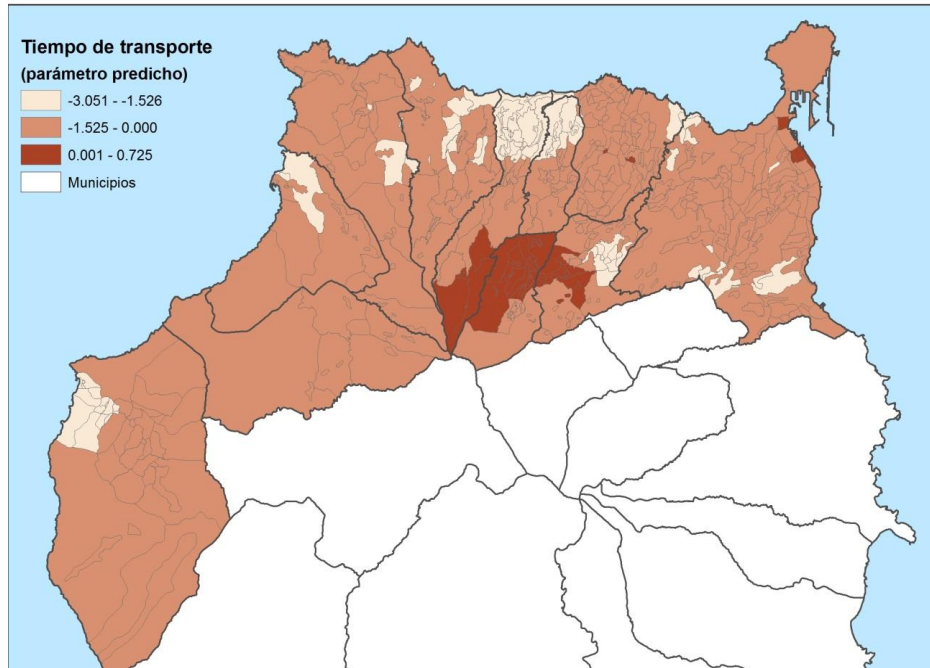 Tiempo de transporte
(parámetro predicho)
-3.051 - -1.526
-1.525 - 0.000
0.001 - 0.725
Municipios